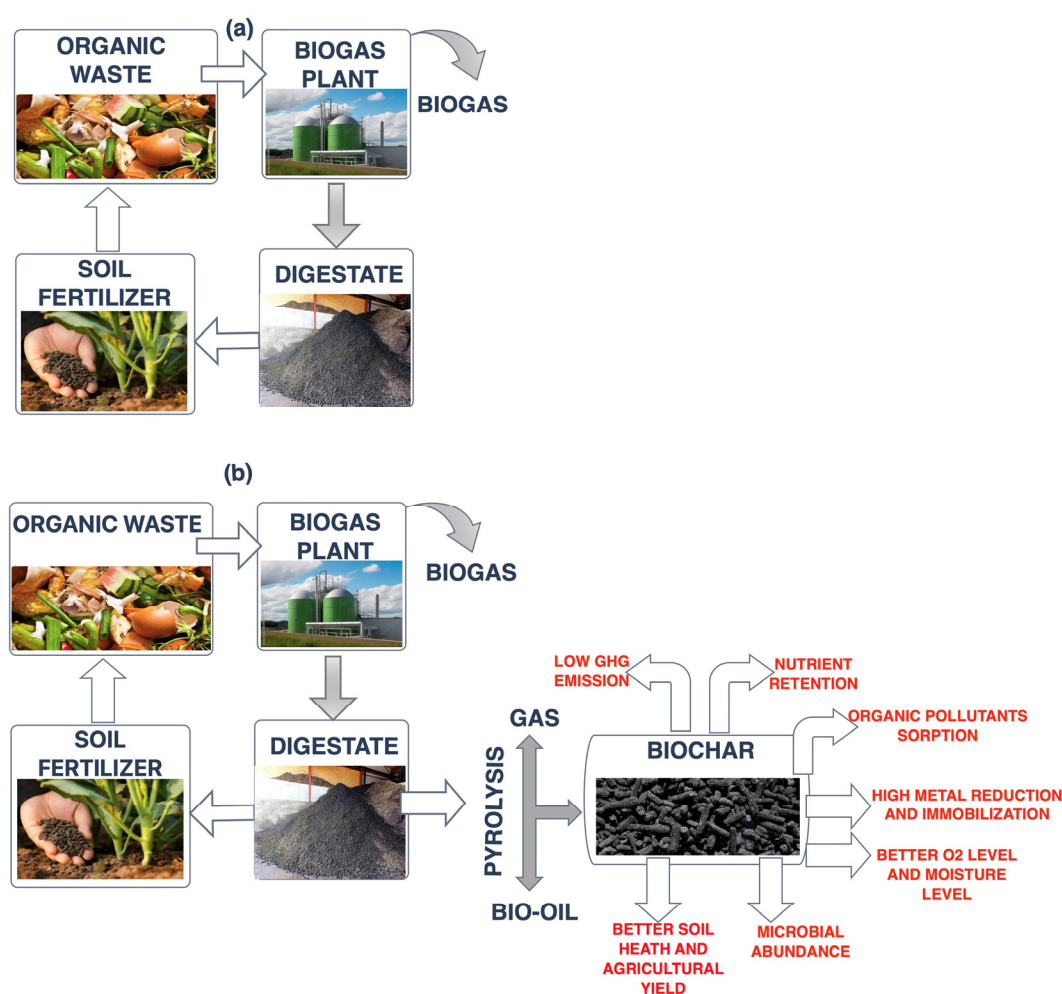 (a)
ORGANIC
WASTE
BIOGAS
PLANT
BIOGAS
SOIL
FERTILIZER
DIGESTATE
(b)
ORGANIC WASTE
BIOGAS
PLANT
BIOGAS
SOIL
FERTILIZER
DIGESTATE
PYROLYSIS
GAS
BIO-OIL
BIOCHAR
LOW GHG
EMISSION
NUTRIENT
RETENTION
ORGANIC POLLUTANTS
SORPTION
HIGH METAL REDUCTION
AND IMMOBILIZATION
BETTER O2 LEVEL
AND MOISTURE
LEVEL
BETTER SOIL
HEATH AND
AGRICULTURAL
YIELD
MICROBIAL
ABUNDANCE